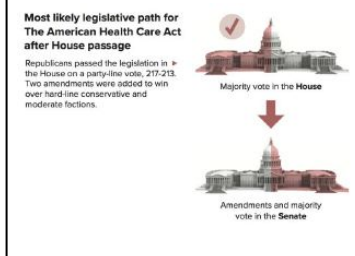 Most likely legislative path for
The American Health Care Act
after House passage
Republicans passed the legislation in ▶
the House on a party-line vote, 217-213.
Two amendments were added to win
over hard-line conservative and
moderate factions.
Majority vote in the House
Amendments and majority
vote in the Senate